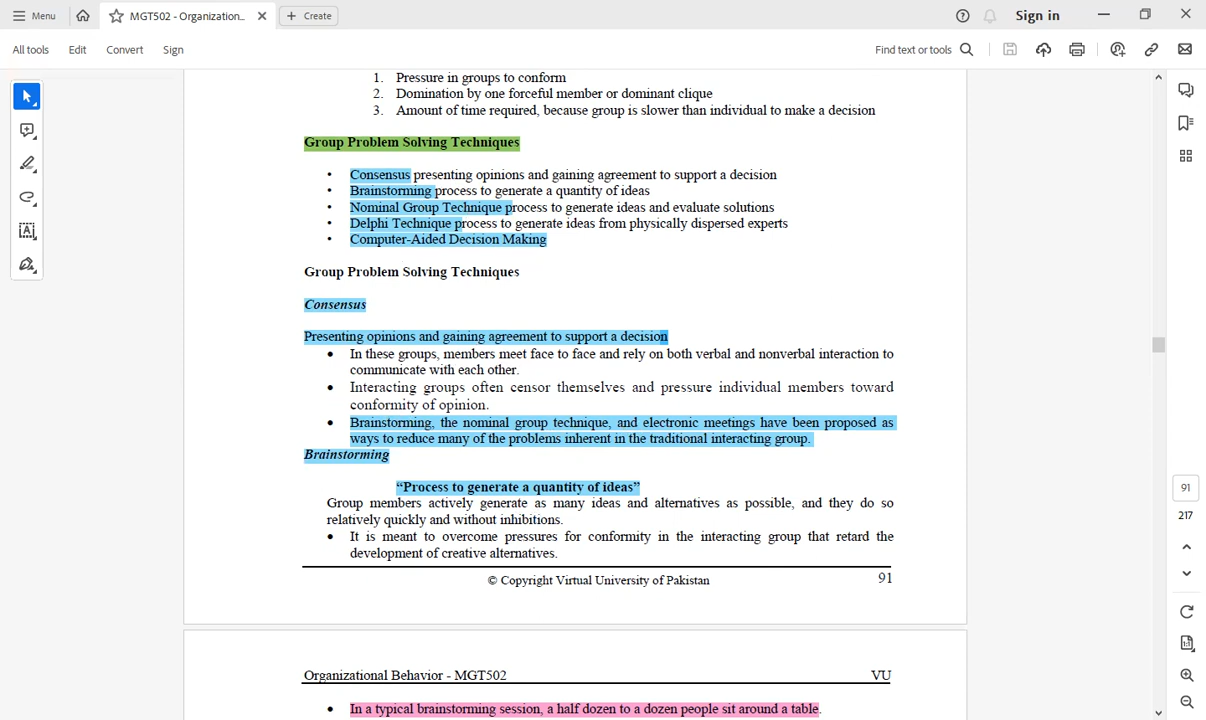 Menu
MGT502 - Organization...
Create
Sign in
All tools
Edit
Convert
Sign
Find text or tools
1. Pressure in groups to conform
2. Domination by one forceful member or dominant clique
3. Amount of time required, because group is slower than individual to make a decision
Group Problem Solving Techniques
• Consensus presenting opinions and gaining agreement to support a decision
• Brainstorming process to generate a quantity of ideas
• Nominal Group Technique process to generate ideas and evaluate solutions
• Delphi Technique process to generate ideas from physically dispersed experts
• Computer-Aided Decision Making
Group Problem Solving Techniques
Consensus
Presenting opinions and gaining agreement to support a decision
• In these groups, members meet face to face and rely on both verbal and nonverbal interaction to
communicate with each other.
• Interacting groups often censor themselves and pressure individual members toward
conformity of opinion.
• Brainstorming, the nominal group technique, and electronic meetings have been proposed as
ways to reduce many of the problems inherent in the traditional interacting group.
Brainstorming
“Process to generate a quantity of ideas”
Group members actively generate as many ideas and alternatives as possible, and they do so
relatively quickly and without inhibitions.
• It is meant to overcome pressures for conformity in the interacting group that retard the
development of creative alternatives.
© Copyright Virtual University of Pakistan
91
91
217
Organizational Behavior - MGT502
VU
• In a typical brainstorming session, a half dozen to a dozen people sit around a table.